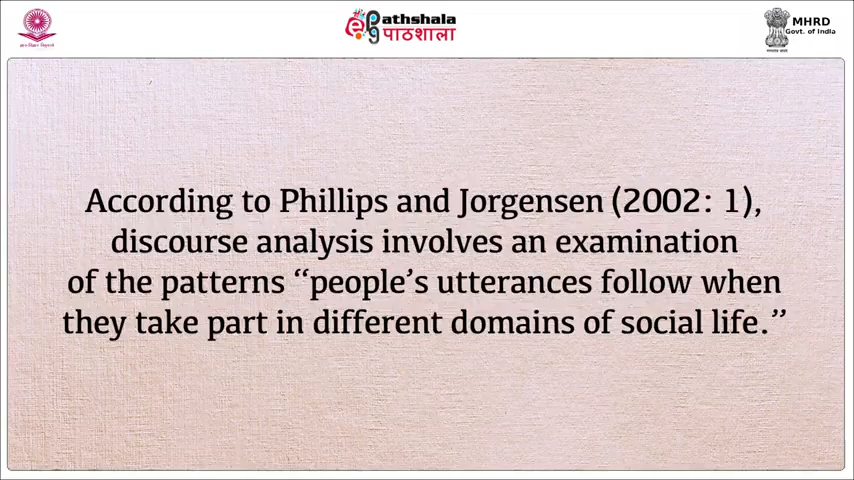 ePathshala
पाठशाला
MHRD
Govt. of India
According to Phillips and Jorgensen (2002: 1),
discourse analysis involves an examination
of the patterns “people’s utterances follow when
they take part in different domains of social life.”